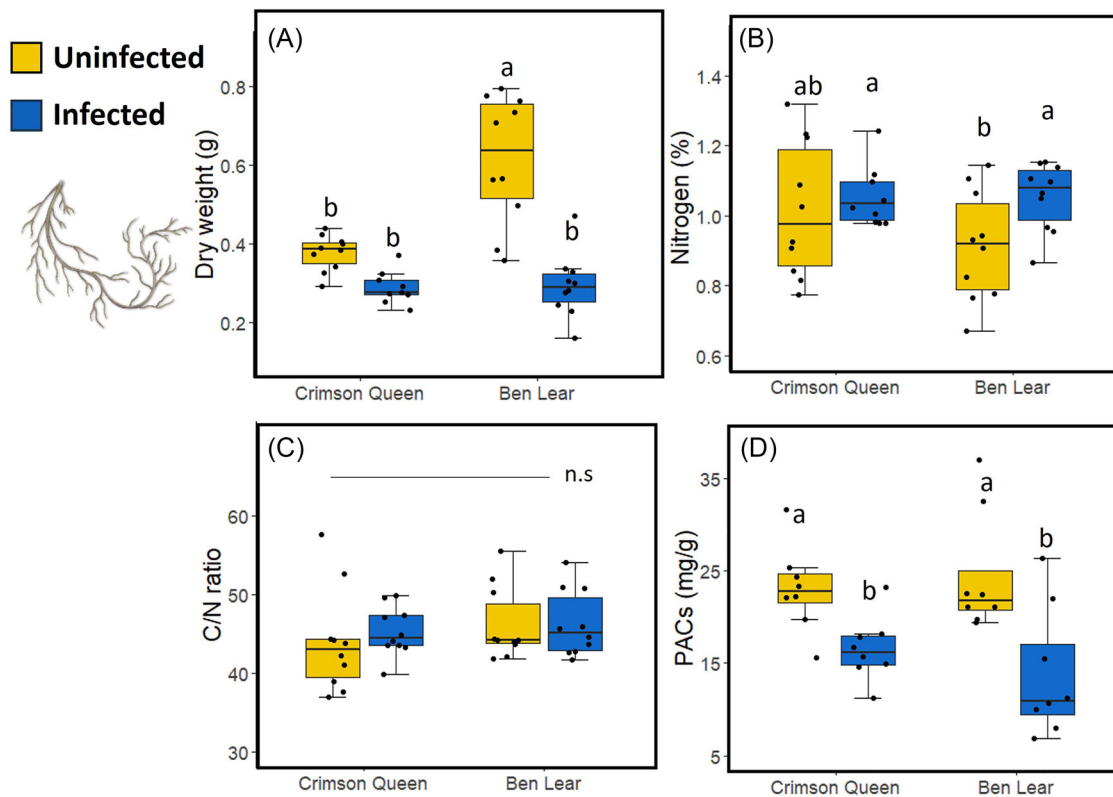 Uninfected
Infected
(A)
Dry weight (g)
0.8
0.6
0.4
0.2
b
b
a
b
Crimson Queen
Ben Lear
(B)
Nitrogen (%)
1.4
1.2
1.0
0.8
0.6
ab
a
b
a
Crimson Queen
Ben Lear
(C)
C/N ratio
60
50
40
30
n.s
Crimson Queen
Ben Lear
(D)
PACs (mg/g)
35
25
15
5
a
b
a
b
Crimson Queen
Ben Lear